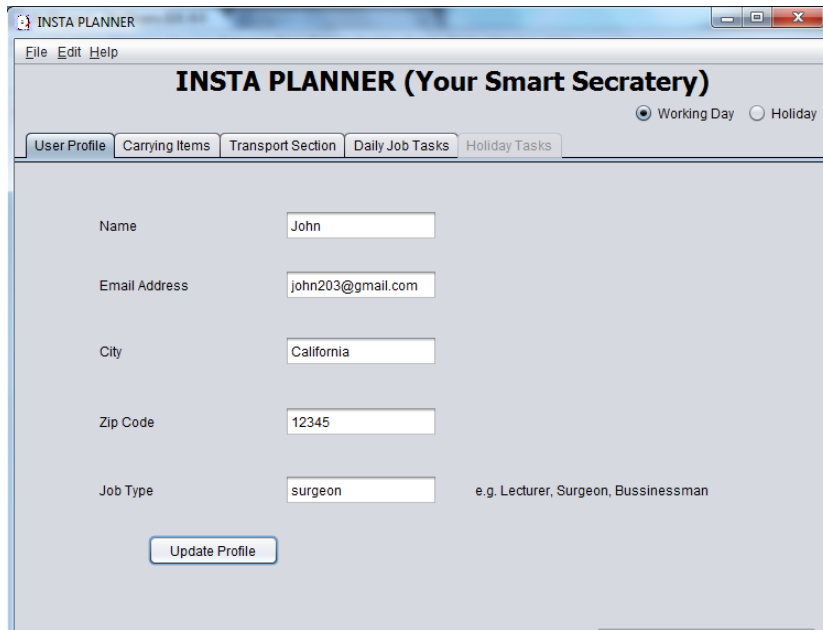 INSTA PLANNER
File Edit Help
INSTA PLANNER (Your Smart Secratery)
Working Day Holiday
User Profile Carrying Items Transport Section Daily Job Tasks Holiday Tasks
Name John
Email Address john203@gmail.com
City California
Zip Code 12345
Job Type surgeon e.g. Lecturer, Surgeon, Bussinessman
Update Profile